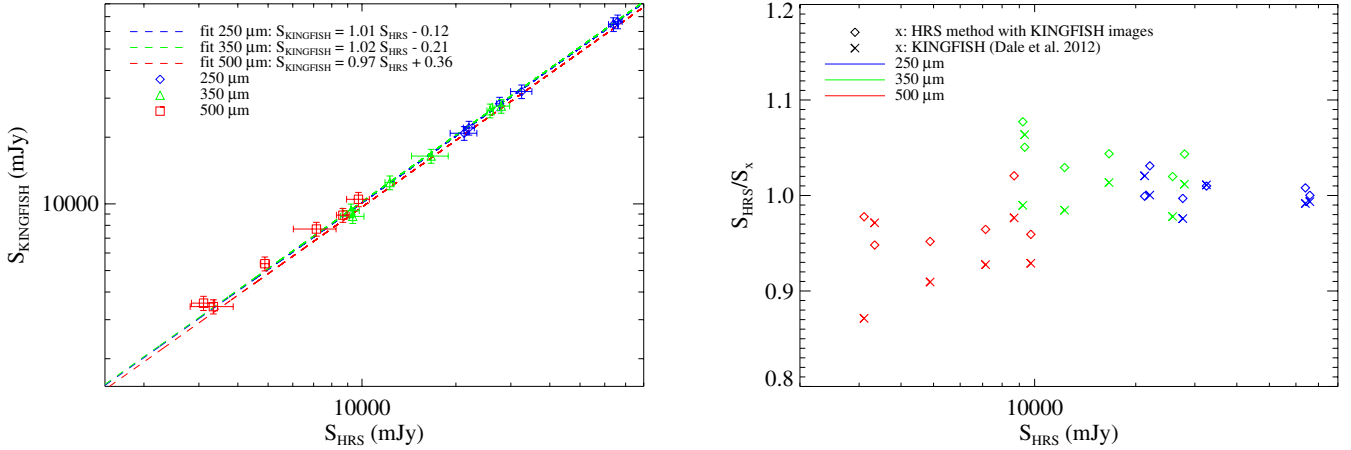 fit 250 μm: S_KINGFISH = 1.01 S_HRS - 0.12
fit 350 μm: S_KINGFISH = 1.02 S_HRS - 0.21
fit 500 μm: S_KINGFISH = 0.97 S_HRS + 0.36
250 μm
350 μm
500 μm
10000
S_KINGFISH (mJy)
10000
S_HRS (mJy)
1.2
1.1
1.0
0.9
0.8
S_HRS/S_x
x: HRS method with KINGFISH images
x: KINGFISH (Dale et al. 2012)
250 μm
350 μm
500 μm
10000
S_HRS (mJy)